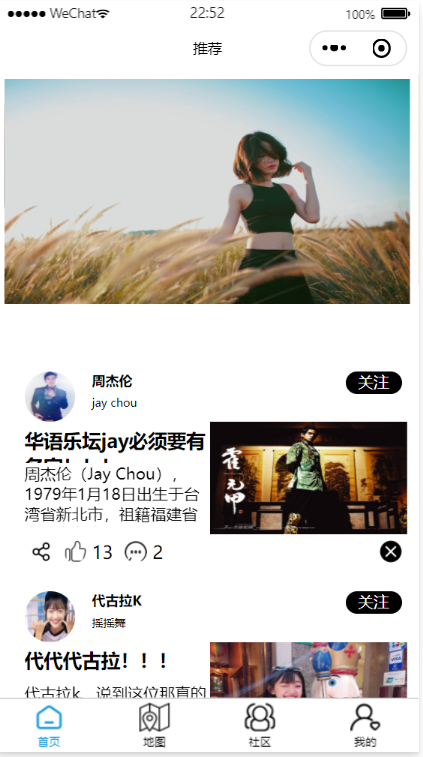 ●●●●● WeChat 22:52 100%
推荐
周杰伦
关注
jay chou
华语乐坛jay必须要有
周杰伦（Jay Chou），
1979年1月18日出生于台
湾省新北市，祖籍福建省
霍元甲
13 2
代古拉K
关注
摇摇舞
代代代古拉！！！
代古拉k，说到这位那真的
首页 地图 社区 我的